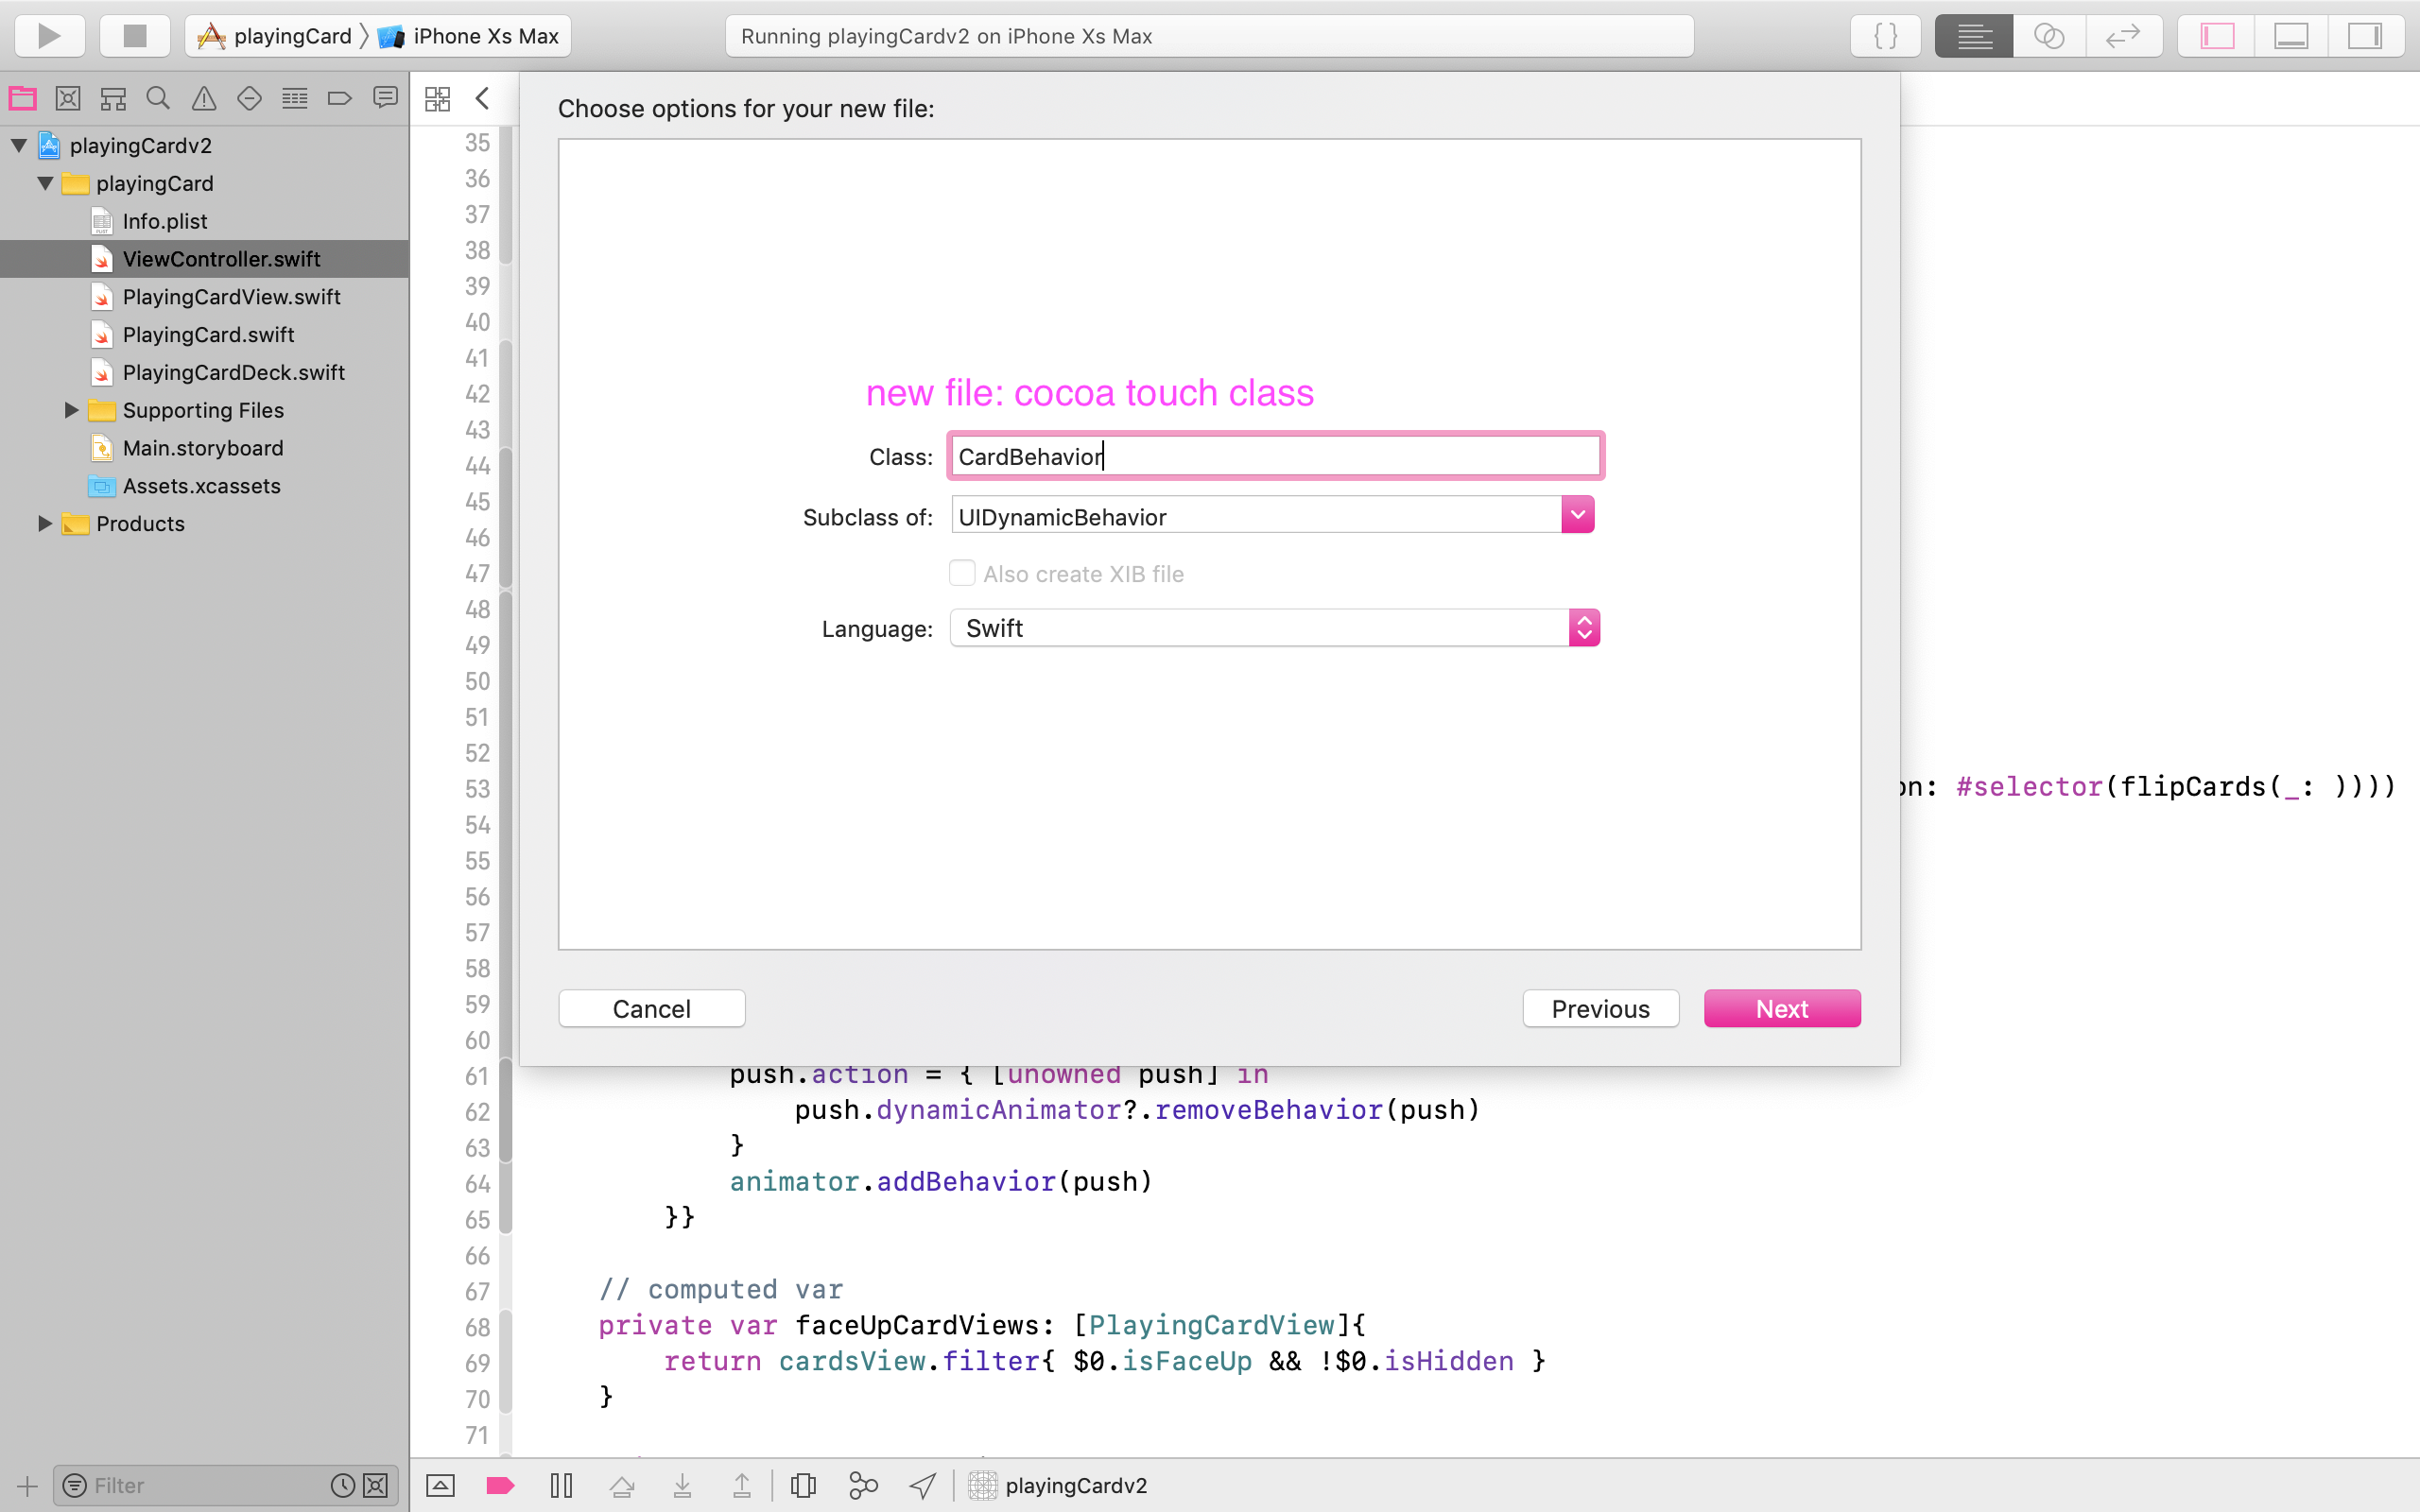 playingCard 〉 iPhone Xs Max
Running playingCardv2 on iPhone Xs Max
{ }
playingCardv2
playingCard
Info.plist
ViewController.swift
PlayingCardView.swift
PlayingCard.swift
PlayingCardDeck.swift
Supporting Files
Main.storyboard
Assets.xcassets
Products
Filter
Choose options for your new file:
new file: cocoa touch class
Class: CardBehavior
Subclass of: UIDynamicBehavior
Also create XIB file
Language: Swift
Cancel
Previous
Next
35
36
37
38
39
40
41
42
43
44
45
46
47
48
49
50
51
52
53 on: #selector(flipCards(_: ))))
54
55
56
57
58
59
60
61 push.action = { [unowned push] in
62 push.dynamicAnimator?.removeBehavior(push)
63 }
64 animator.addBehavior(push)
65 }}
66
67 // computed var
68 private var faceUpCardViews: [PlayingCardView]{
69 return cardsView.filter{ $0.isFaceUp && !$0.isHidden }
70 }
71
playingCardv2